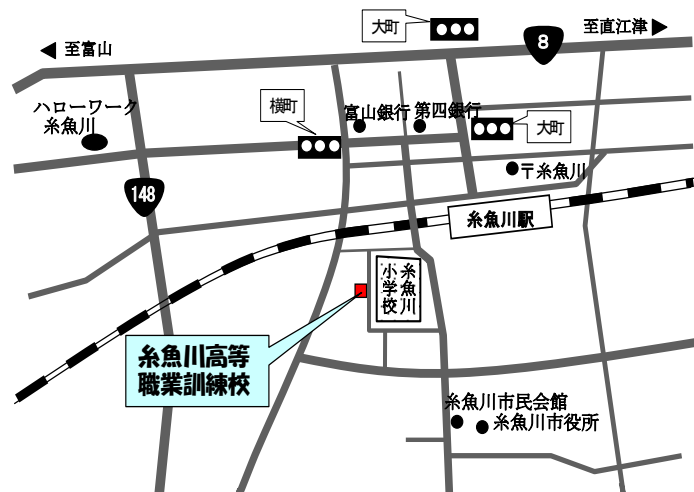 大町
8
至直江津
至富山
ハローワーク
糸魚川
横町
富山銀行
第四銀行
大町
〒糸魚川
148
糸魚川駅
糸魚川
小学校
糸魚川高等
職業訓練校
糸魚川市民会館
糸魚川市役所